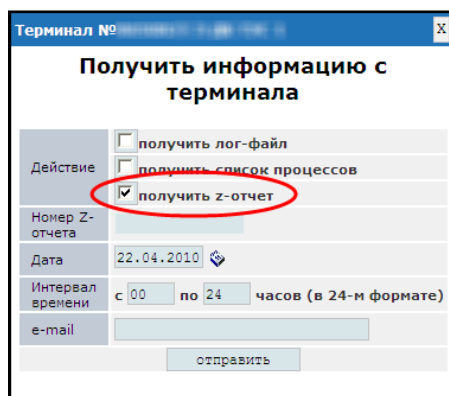 Терминал №
X
Получить информацию с
терминала
Действие
получить лог-файл
получить список процессов
получить z-отчет
Номер Z-
отчета
Дата
22.04.2010
Интервал
времени
с 00 по 24 часов (в 24-м формате)
e-mail
отправить